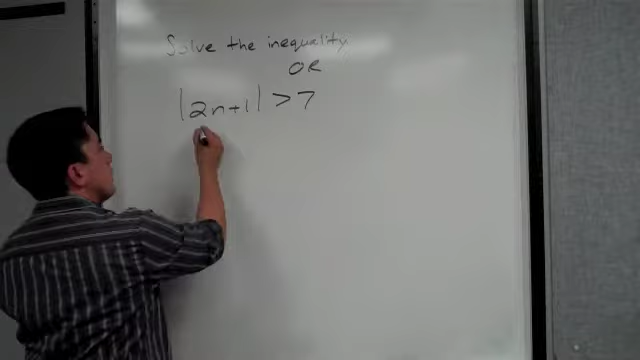 Solve the inequality.
OR
|2n+1| >7